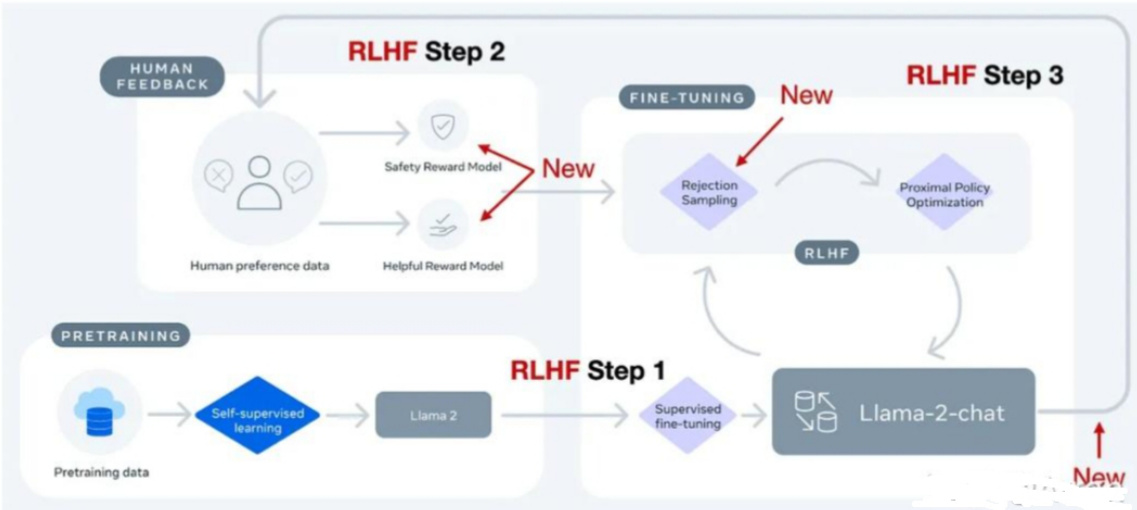 RLHF Step 2
HUMAN
FEEDBACK
RLHF Step 3
FINE-TUNING
New
Safety Reward Model
New
Rejection
Sampling
Proximal Policy
Optimization
RLHF
Human preference data
Helpful Reward Model
PRETRAINING
RLHF Step 1
Self-supervised
learning
Llama 2
Supervised
fine-tuning
Llama-2-chat
Pretraining data
New